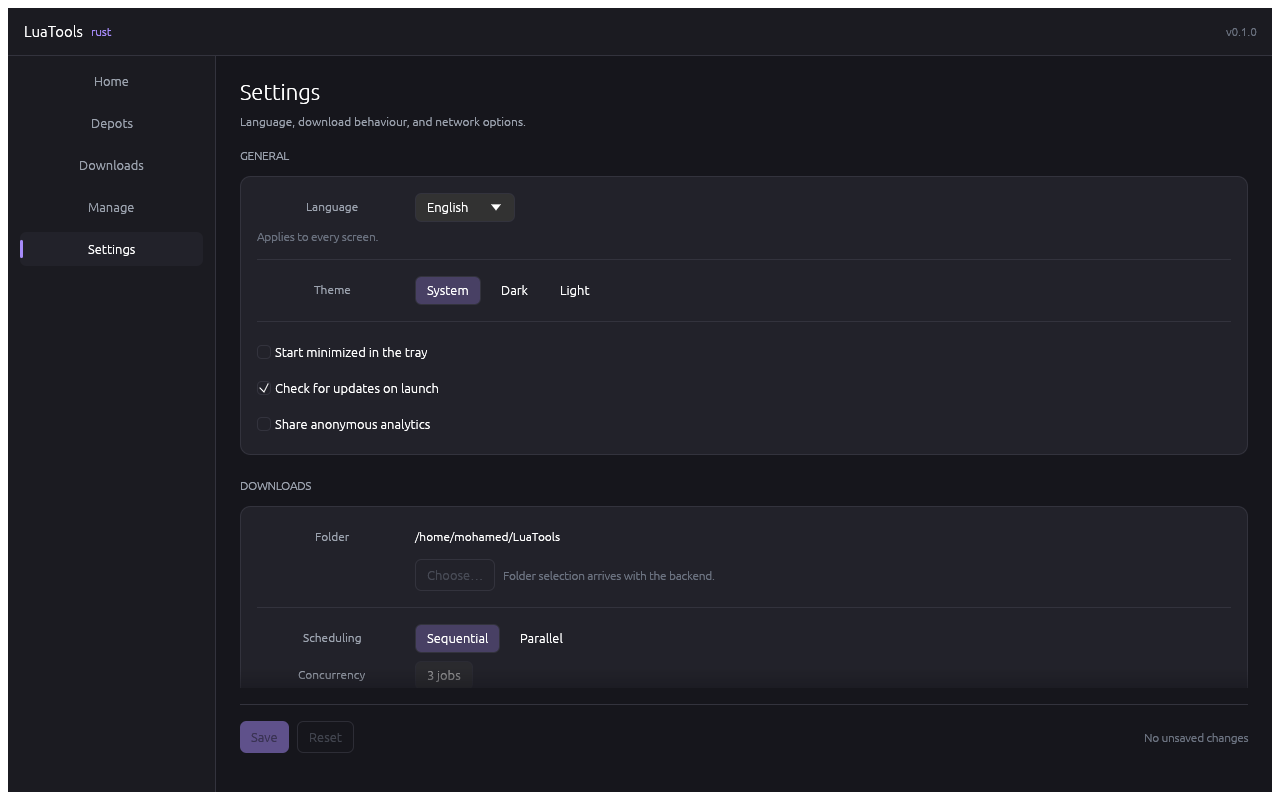 LuaTools rust
v0.1.0
Home
Depots
Downloads
Manage
Settings
Settings
Language, download behaviour, and network options.
GENERAL
Language English
Applies to every screen.
Theme System Dark Light
Start minimized in the tray
Check for updates on launch
Share anonymous analytics
DOWNLOADS
Folder /home/mohamed/LuaTools
Choose... Folder selection arrives with the backend.
Scheduling Sequential Parallel
Concurrency 3 jobs
Save Reset No unsaved changes